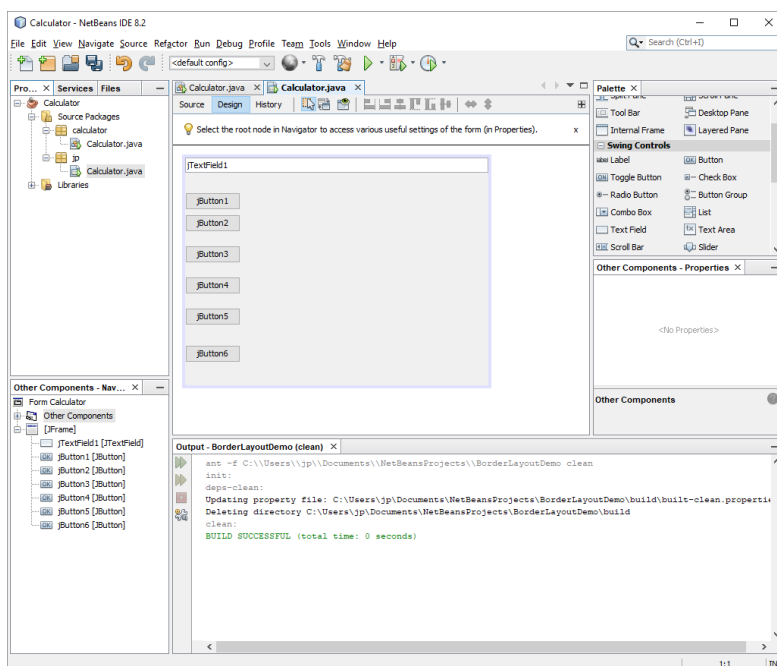 Calculator - NetBeans IDE 8.2
File Edit View Navigate Source Refactor Run Debug Profile Team Tools Window Help
Search (Ctrl+I)
<default config>
Pro... Services Files
Calculator
Source Packages
calculator
Calculator.java
jp
Calculator.java
Libraries
Calculator.java Calculator.java
Source Design History
Select the root node in Navigator to access various useful settings of the form (in Properties). x
jTextField1
jButton1
jButton2
jButton3
jButton4
jButton5
jButton6
Palette
Tool Bar Desktop Pane
Internal Frame Layered Pane
Swing Controls
Label Button
Toggle Button Check Box
Radio Button Button Group
Combo Box List
Text Field Text Area
Scroll Bar Slider
Other Components - Properties
<No Properties>
Other Components
Other Components - Nav...
Form Calculator
Other Components
[JFrame]
jTextField1 [JTextField]
jButton1 [JButton]
jButton2 [JButton]
jButton3 [JButton]
jButton4 [JButton]
jButton5 [JButton]
jButton6 [JButton]
Output - BorderLayoutDemo (clean)
ant -f C:\\Users\\jp\\Documents\\NetBeansProjects\\BorderLayoutDemo clean
init:
deps-clean:
Updating property file: C:\Users\jp\Documents\NetBeansProjects\BorderLayoutDemo\build\built-clean.propertie
Deleting directory C:\Users\jp\Documents\NetBeansProjects\BorderLayoutDemo\build
clean:
BUILD SUCCESSFUL (total time: 0 seconds)
1:1 IN